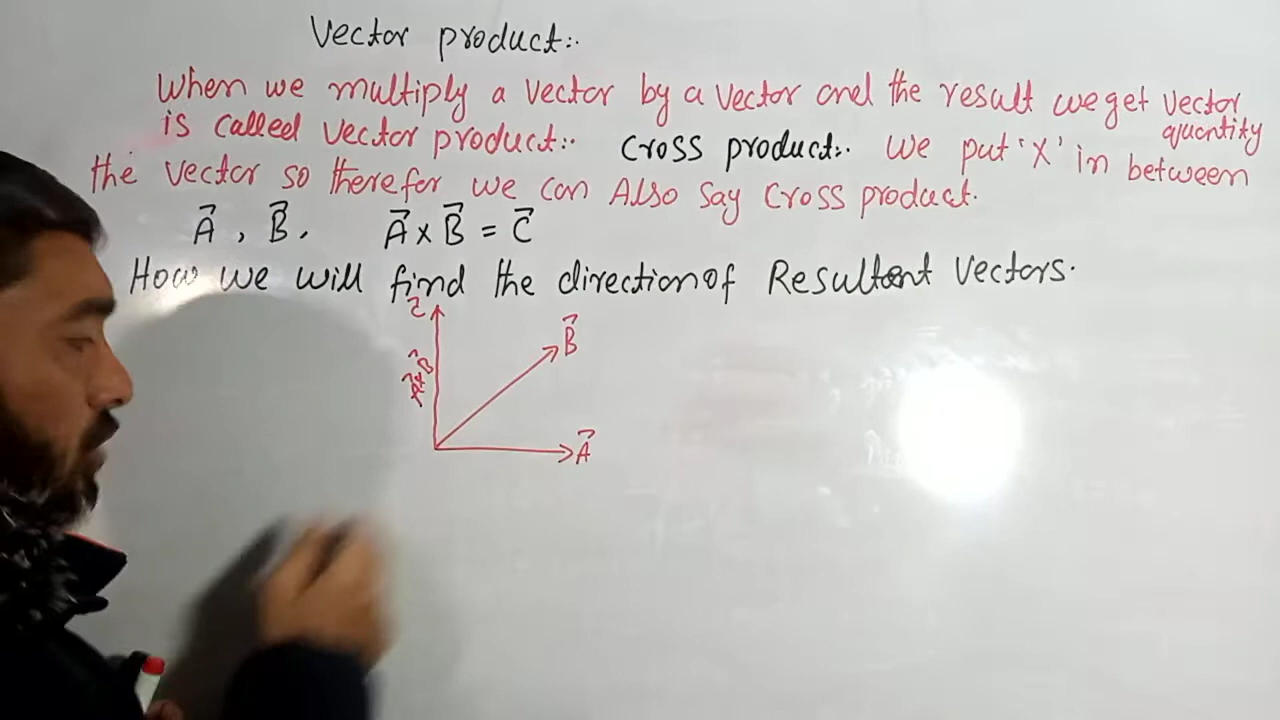 Vector product:.
When we multiply a vector by a vector and the result we get vector quantity
is called vector product:. Cross product:. We put 'X' in between
the vector so therefor we can Also say Cross product.
A⃗ , B⃗ . A⃗ x B⃗ = C⃗
How we will find the direction of Resultant Vectors.
C⃗
B⃗
A⃗ x B⃗
A⃗